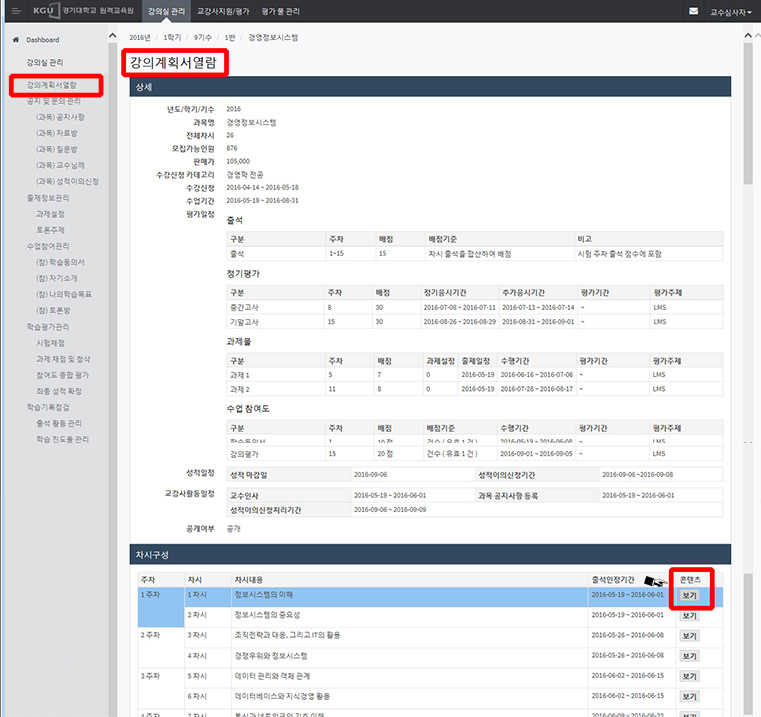 KGU 경기대학교 원격교육원 강의실 관리 교강사지원/평가 평가 툴 관리 교수심사자
Dashboard
강의실 관리
강의계획서열람
공지 및 문의 관리
(과목) 공지사항
(과목) 자료방
(과목) 질문방
(과목) 교수님께
(과목) 성적이의신청
출제정보관리
과제설정
토론주제
수업참여관리
(참) 학습동의서
(참) 자기소개
(참) 나의학습목표
(참) 토론방
학습평가관리
시험채점
과제 채점 및 첨삭
참여도 종합 평가
최종 성적 확정
학습기록점검
출석 활동 관리
학습 진도율 관리
2016년 / 1학기 / 9기수 / 1반 / 경영정보시스템
강의계획서열람
상세
년도/학기/기수 2016
과목명 경영정보시스템
전체차시 26
모집가능인원 876
판매가 105,000
수강신청 카테고리 경영학 전공
수강신청 2016-04-14 ~ 2016-05-18
수업기간 2016-05-19 ~ 2016-08-31
평가일정
출석
구분 주차 배점 배점기준 비고
출석 1~15 15 차시 출석을 합산하여 배점 시험 주차 출석 점수에 포함
정기평가
구분 주차 배점 정기응시기간 추가응시기간 평가기간 평가주체
중간고사 8 30 2016-07-08 ~ 2016-07-11 2016-07-13 ~ 2016-07-14 ~ LMS
기말고사 15 30 2016-08-26 ~ 2016-08-29 2016-08-31 ~ 2016-09-01 ~ LMS
과제물
구분 주차 배점 과제설정 출제일정 수행기간 평가기간 평가주체
과제 1 5 7 0 2016-05-19 2016-06-16 ~ 2016-07-06 ~ LMS
과제 2 11 8 0 2016-05-19 2016-07-28 ~ 2016-08-17 ~ LMS
수업 참여도
구분 주차 배점 배점기준 수행기간 평가기간 평가주체
학습동의서 1 10 점 건수 ( 유효 1 건 ) 2016-05-19 ~ 2016-06-08 ~ LMS
강의평가 15 20 점 건수 ( 유효 1 건 ) 2016-09-01 ~ 2016-09-05 ~ LMS
성적일정 성적 마감일 2016-09-06 성적이의신청기간 2016-09-06 ~2016-09-08
교강사활동일정 교수인사 2016-05-19 ~ 2016-06-01 과목 공지사항 등록 2016-05-19 ~ 2016-06-01
성적이의신청처리기간 2016-09-06 ~ 2016-09-09
공개여부 공개
차시구성
주차 차시 차시내용 출석인정기간 콘텐츠
1 주차 1 차시 정보시스템의 이해 2016-05-19 ~ 2016-06-01 보기
2 차시 정보시스템의 중요성 2016-05-19 ~ 2016-06-01 보기
2 주차 3 차시 조직전략과 대응, 그리고 IT의 활용 2016-05-26 ~ 2016-06-08 보기
4 차시 경쟁우위와 정보시스템 2016-05-26 ~ 2016-06-08 보기
3 주차 5 차시 데이터 관리와 객체 관계 2016-06-02 ~ 2016-06-15 보기
6 차시 데이터베이스와 지식경영 활용 2016-06-02 ~ 2016-06-15 보기
4 주차 7 차시 통신과 네트워크의 기초 이해 2016-06-09 ~ 2016-06-22 보기